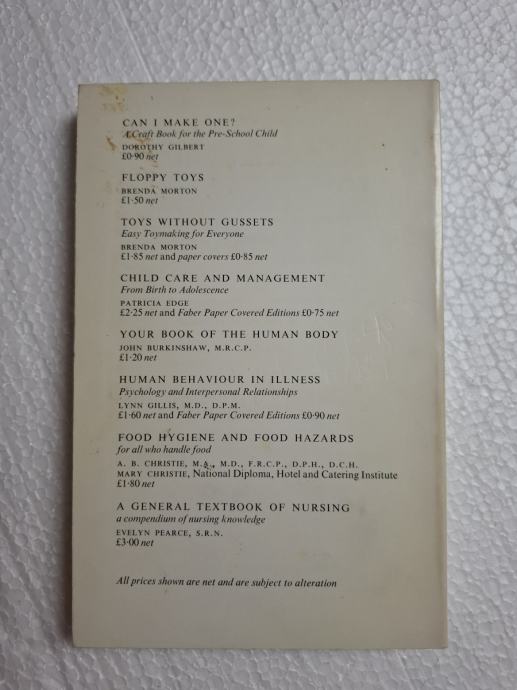 CAN I MAKE ONE?
A Craft Book for the Pre-School Child
DOROTHY GILBERT
£0·90 net
FLOPPY TOYS
BRENDA MORTON
£1·50 net
TOYS WITHOUT GUSSETS
Easy Toymaking for Everyone
BRENDA MORTON
£1·85 net and paper covers £0·85 net
CHILD CARE AND MANAGEMENT
From Birth to Adolescence
PATRICIA EDGE
£2·25 net and Faber Paper Covered Editions £0·75 net
YOUR BOOK OF THE HUMAN BODY
JOHN BURKINSHAW, M.R.C.P.
£1·20 net
HUMAN BEHAVIOUR IN ILLNESS
Psychology and Interpersonal Relationships
LYNN GILLIS, M.D., D.P.M.
£1·60 net and Faber Paper Covered Editions £0·90 net
FOOD HYGIENE AND FOOD HAZARDS
for all who handle food
A. B. CHRISTIE, M.A., M.D., F.R.C.P., D.P.H., D.C.H.
MARY CHRISTIE, National Diploma, Hotel and Catering Institute
£1·80 net
A GENERAL TEXTBOOK OF NURSING
a compendium of nursing knowledge
EVELYN PEARCE, S.R.N.
£3·00 net
All prices shown are net and are subject to alteration